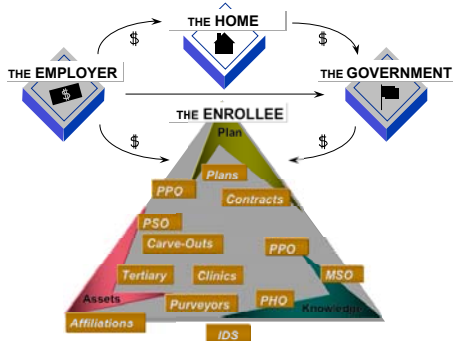 THE HOME
$
$
THE EMPLOYER
THE GOVERNMENT
$
THE ENROLLEE
$
$
Plan
Plans
PPO
Contracts
PSO
Carve-Outs
PPO
Tertiary
Clinics
MSO
Assets
Purveyors
PHO
Knowledge
Affiliations
IDS